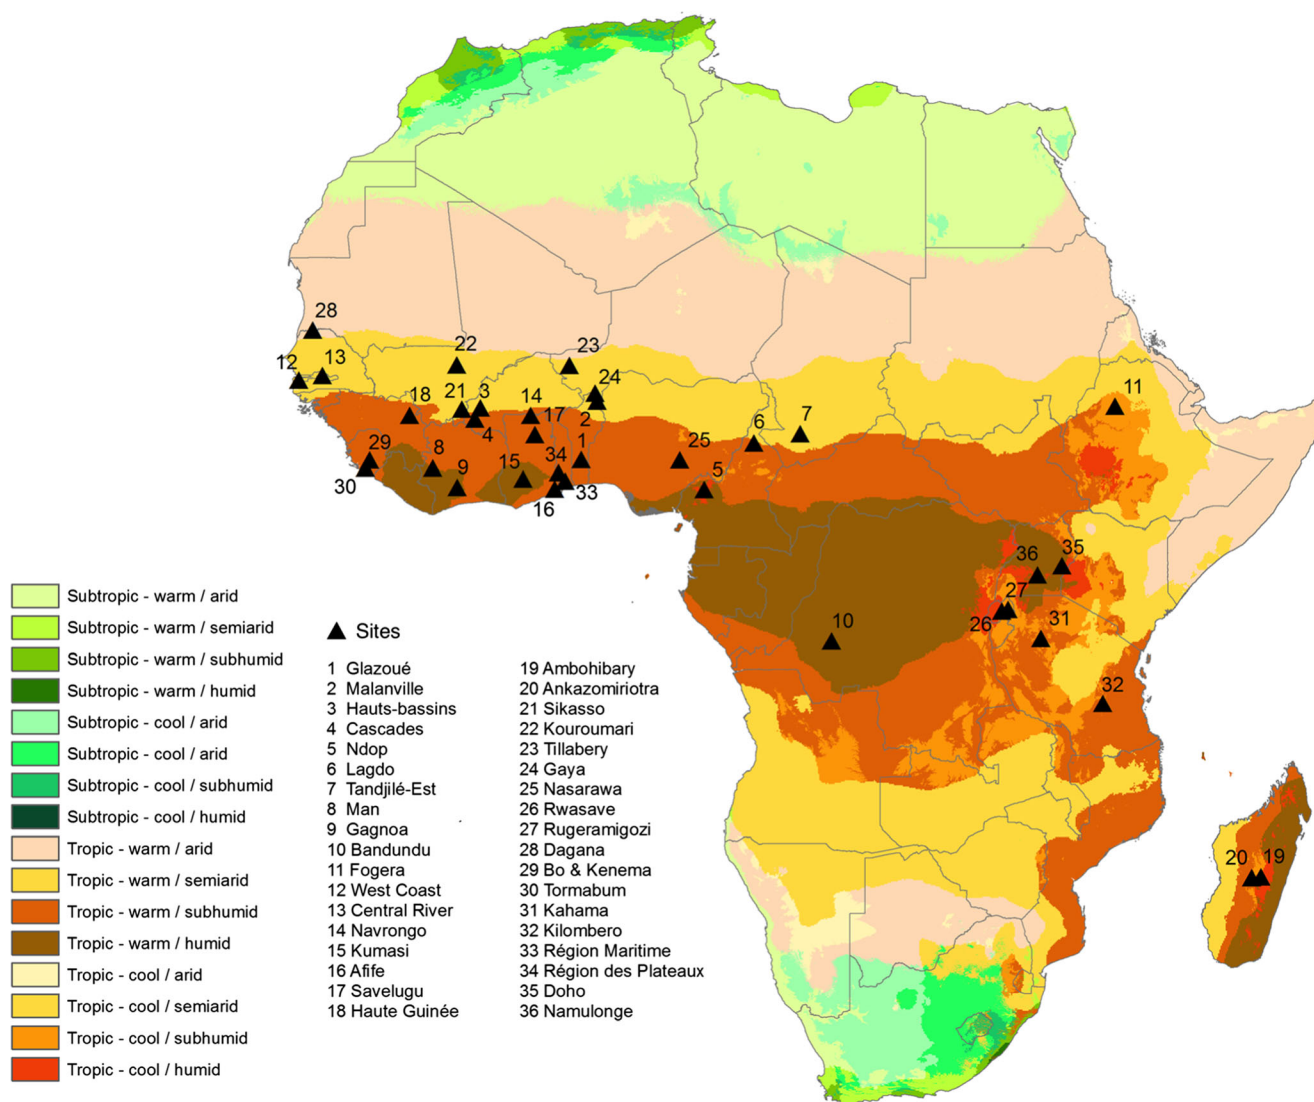 28
12
13
22
23
24
18
21
3
14
17
2
4
29
30
8
9
15
34
1
16
33
25
5
6
7
11
36
35
27
26
10
31
32
20
19
Subtropic - warm / arid
Subtropic - warm / semiarid
Subtropic - warm / subhumid
Subtropic - warm / humid
Subtropic - cool / arid
Subtropic - cool / arid
Subtropic - cool / subhumid
Subtropic - cool / humid
Tropic - warm / arid
Tropic - warm / semiarid
Tropic - warm / subhumid
Tropic - warm / humid
Tropic - cool / arid
Tropic - cool / semiarid
Tropic - cool / subhumid
Tropic - cool / humid
Sites
1 Glazoué
2 Malanville
3 Hauts-bassins
4 Cascades
5 Ndop
6 Lagdo
7 Tandjilé-Est
8 Man
9 Gagnoa
10 Bandundu
11 Fogera
12 West Coast
13 Central River
14 Navrongo
15 Kumasi
16 Afife
17 Savelugu
18 Haute Guinée
19 Ambohibary
20 Ankazomiriotra
21 Sikasso
22 Kouroumari
23 Tillabery
24 Gaya
25 Nasarawa
26 Rwasave
27 Rugeramigozi
28 Dagana
29 Bo & Kenema
30 Tormabum
31 Kahama
32 Kilombero
33 Région Maritime
34 Région des Plateaux
35 Doho
36 Namulonge